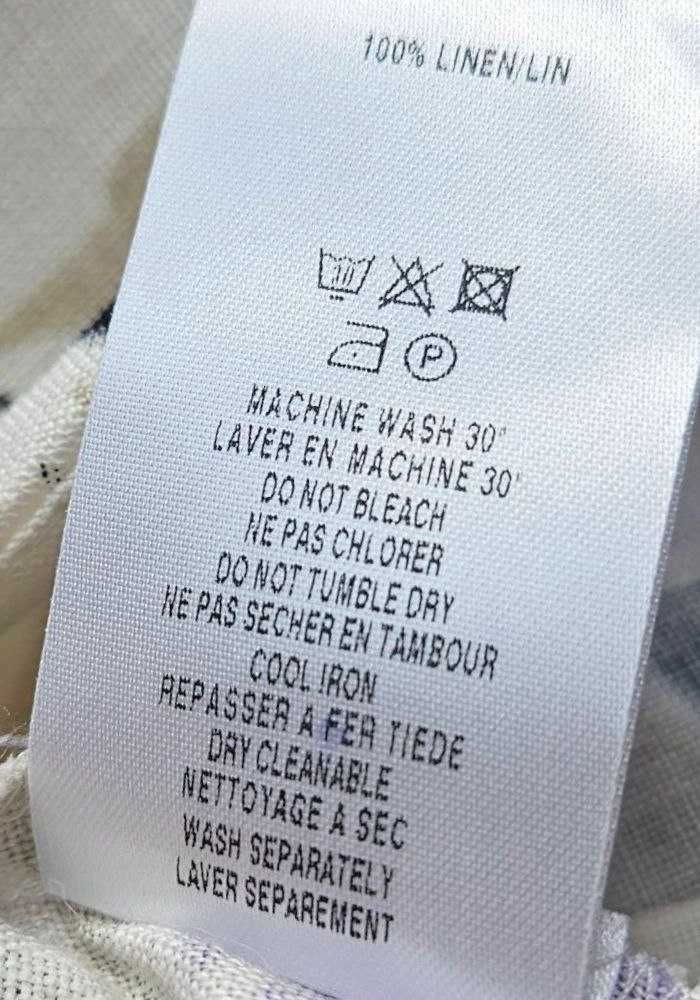 100% LINEN/LIN
30
P
MACHINE WASH 30°
LAVER EN MACHINE 30°
DO NOT BLEACH
NE PAS CHLORER
DO NOT TUMBLE DRY
NE PAS SECHER EN TAMBOUR
COOL IRON
REPASSER A FER TIEDE
DRY CLEANABLE
NETTOYAGE A SEC
WASH SEPARATELY
LAVER SEPAREMENT